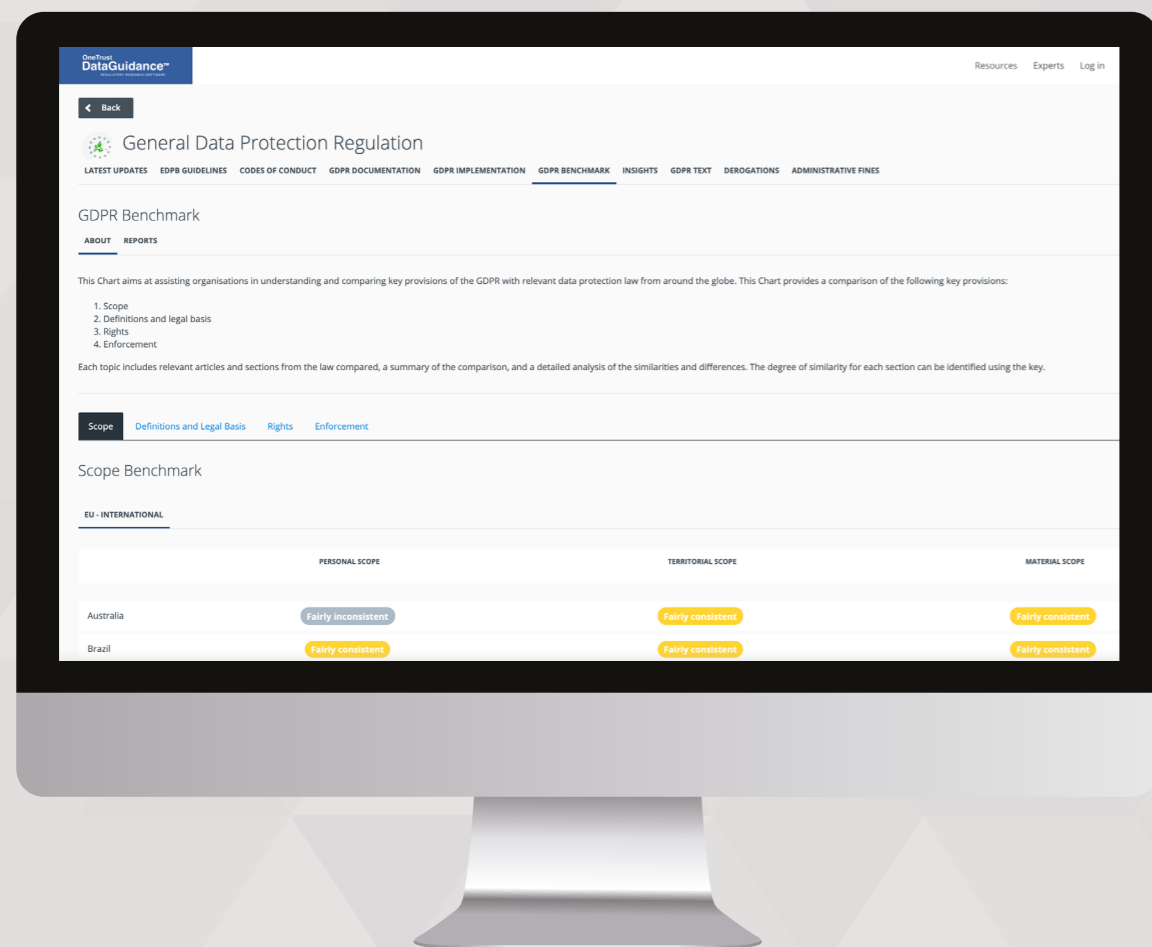 OneTrust
DataGuidance™
REGULATORY RESEARCH SOFTWARE
Resources Experts Log in
Back
General Data Protection Regulation
LATEST UPDATES EDPB GUIDELINES CODES OF CONDUCT GDPR DOCUMENTATION GDPR IMPLEMENTATION GDPR BENCHMARK INSIGHTS GDPR TEXT DEROGATIONS ADMINISTRATIVE FINES
GDPR Benchmark
ABOUT REPORTS
This Chart aims at assisting organisations in understanding and comparing key provisions of the GDPR with relevant data protection law from around the globe. This Chart provides a comparison of the following key provisions:
1. Scope
2. Definitions and legal basis
3. Rights
4. Enforcement
Each topic includes relevant articles and sections from the law compared, a summary of the comparison, and a detailed analysis of the similarities and differences. The degree of similarity for each section can be identified using the key.
Scope Definitions and Legal Basis Rights Enforcement
Scope Benchmark
EU - INTERNATIONAL
PERSONAL SCOPE TERRITORIAL SCOPE MATERIAL SCOPE
Australia Fairly inconsistent Fairly consistent Fairly consistent
Brazil Fairly consistent Fairly consistent Fairly consistent